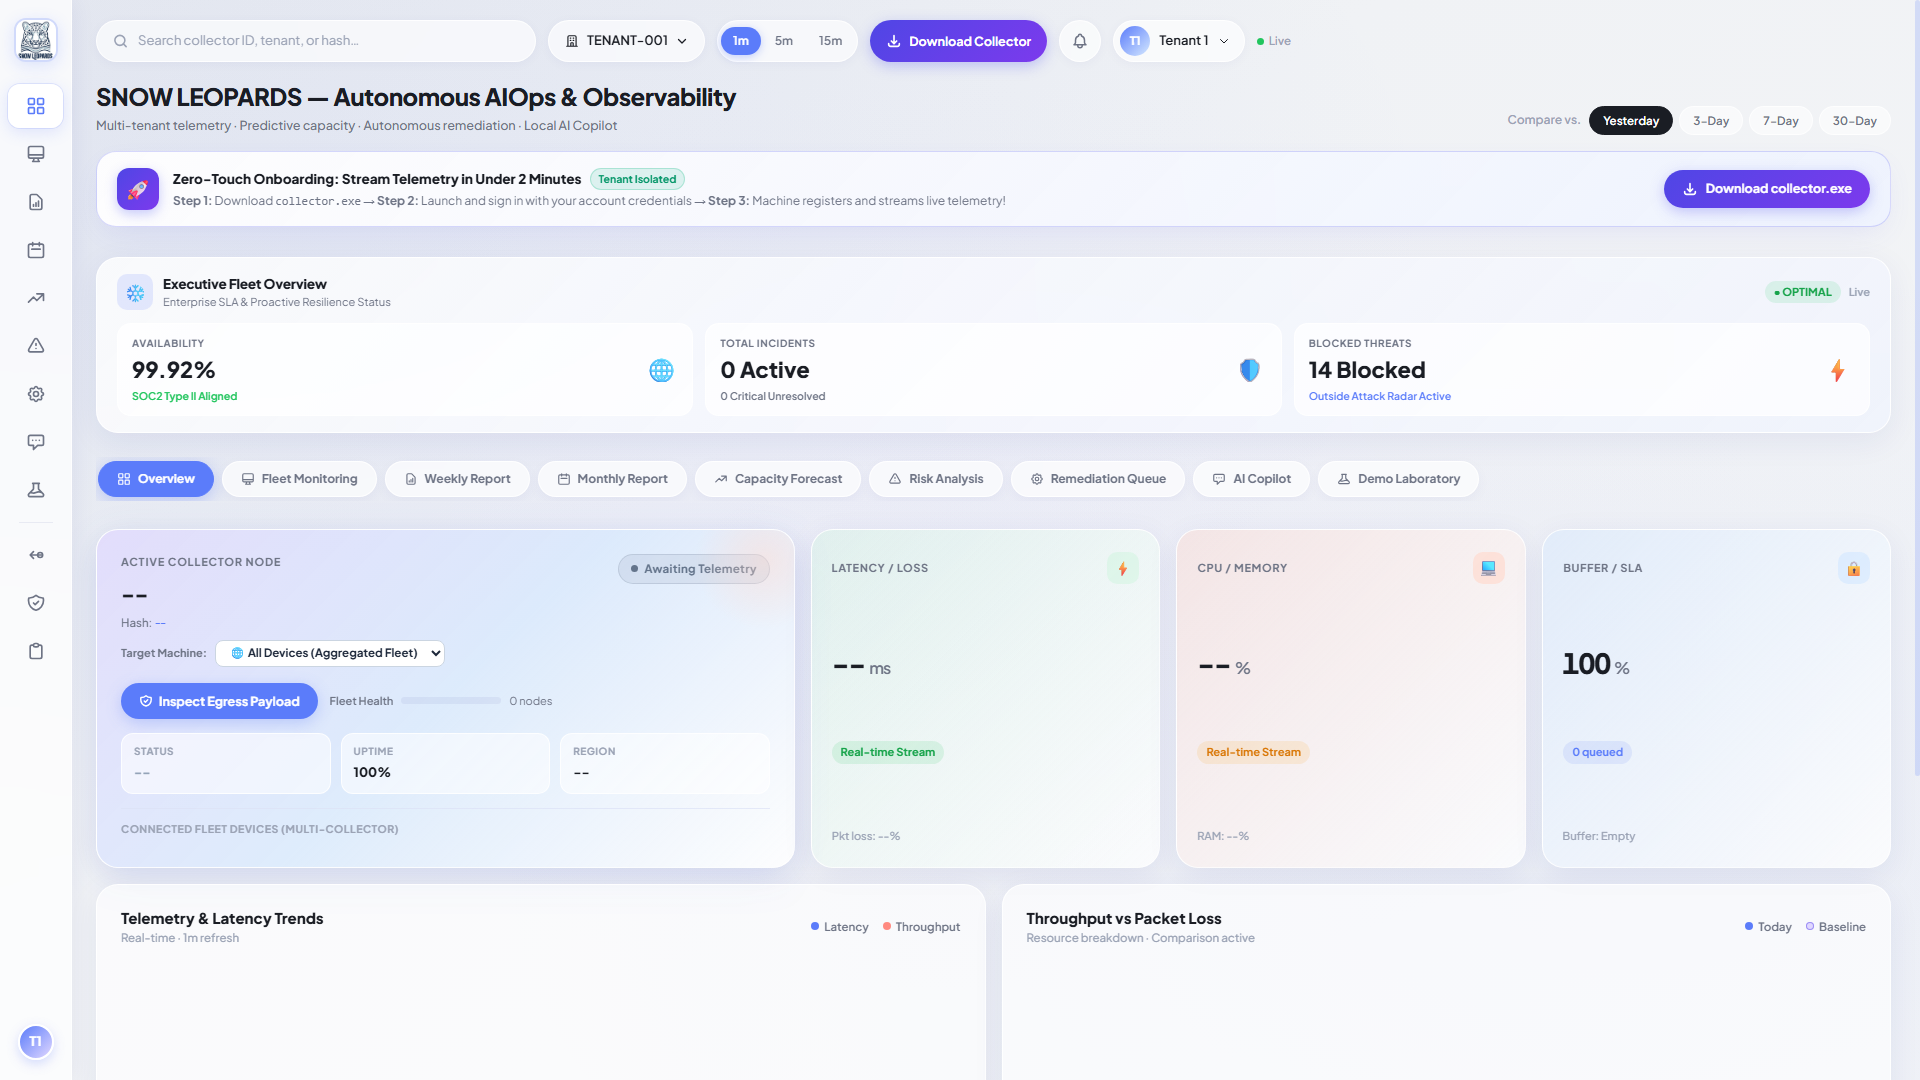 SNOW LEOPARDS
Search collector ID, tenant, or hash...
TENANT-001
1m 5m 15m
Download Collector
T1 Tenant 1
Live
SNOW LEOPARDS — Autonomous AIOps & Observability
Multi-tenant telemetry · Predictive capacity · Autonomous remediation · Local AI Copilot
Compare vs. Yesterday 3-Day 7-Day 30-Day
Zero-Touch Onboarding: Stream Telemetry in Under 2 Minutes Tenant Isolated
Step 1: Download collector.exe → Step 2: Launch and sign in with your account credentials → Step 3: Machine registers and streams live telemetry!
Download collector.exe
Executive Fleet Overview
Enterprise SLA & Proactive Resilience Status
OPTIMAL Live
AVAILABILITY
99.92%
SOC2 Type II Aligned
TOTAL INCIDENTS
0 Active
0 Critical Unresolved
BLOCKED THREATS
14 Blocked
Outside Attack Radar Active
Overview Fleet Monitoring Weekly Report Monthly Report Capacity Forecast Risk Analysis Remediation Queue AI Copilot Demo Laboratory
ACTIVE COLLECTOR NODE
Awaiting Telemetry
--
Hash: --
Target Machine: All Devices (Aggregated Fleet)
Inspect Egress Payload Fleet Health 0 nodes
STATUS
--
UPTIME
100%
REGION
--
CONNECTED FLEET DEVICES (MULTI-COLLECTOR)
LATENCY / LOSS
-- ms
Real-time Stream
Pkt loss: --%
CPU / MEMORY
-- %
Real-time Stream
RAM: --%
BUFFER / SLA
100 %
0 queued
Buffer: Empty
Telemetry & Latency Trends
Real-time · 1m refresh
Latency Throughput
Throughput vs Packet Loss
Resource breakdown · Comparison active
Today Baseline
T1